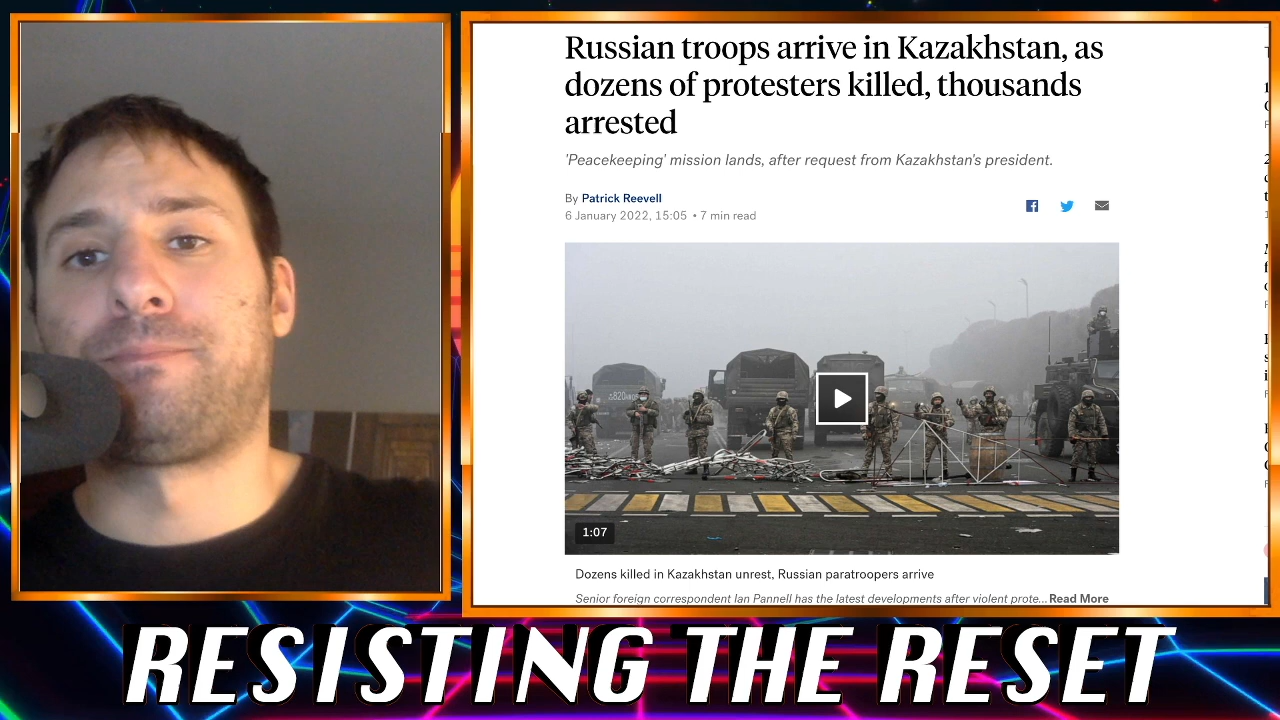 Russian troops arrive in Kazakhstan, as
dozens of protesters killed, thousands
arrested
'Peacekeeping' mission lands, after request from Kazakhstan's president.
By Patrick Reevell
6 January 2022, 15:05 • 7 min read
1:07
Dozens killed in Kazakhstan unrest, Russian paratroopers arrive
Senior foreign correspondent Ian Pannell has the latest developments after violent prote... Read More
RESISTING THE RESET